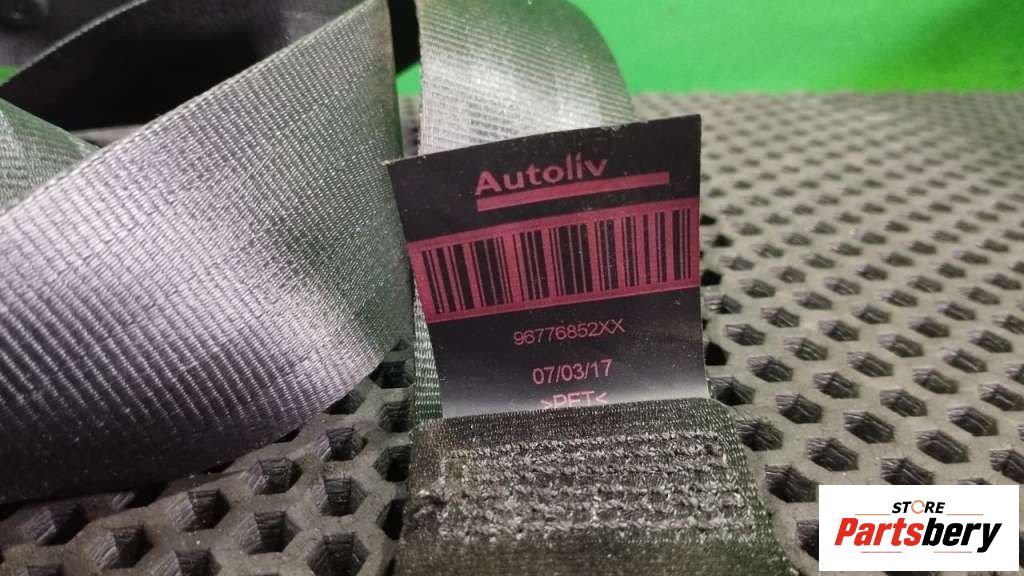 Autoliv
96776852XX
07/03/17
>PET<
STORE
Partsbery